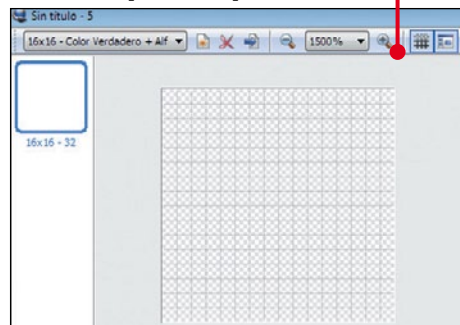 Sin título - 5
16x16 - Color Verdadero + Alf
1500%
16x16 - 32